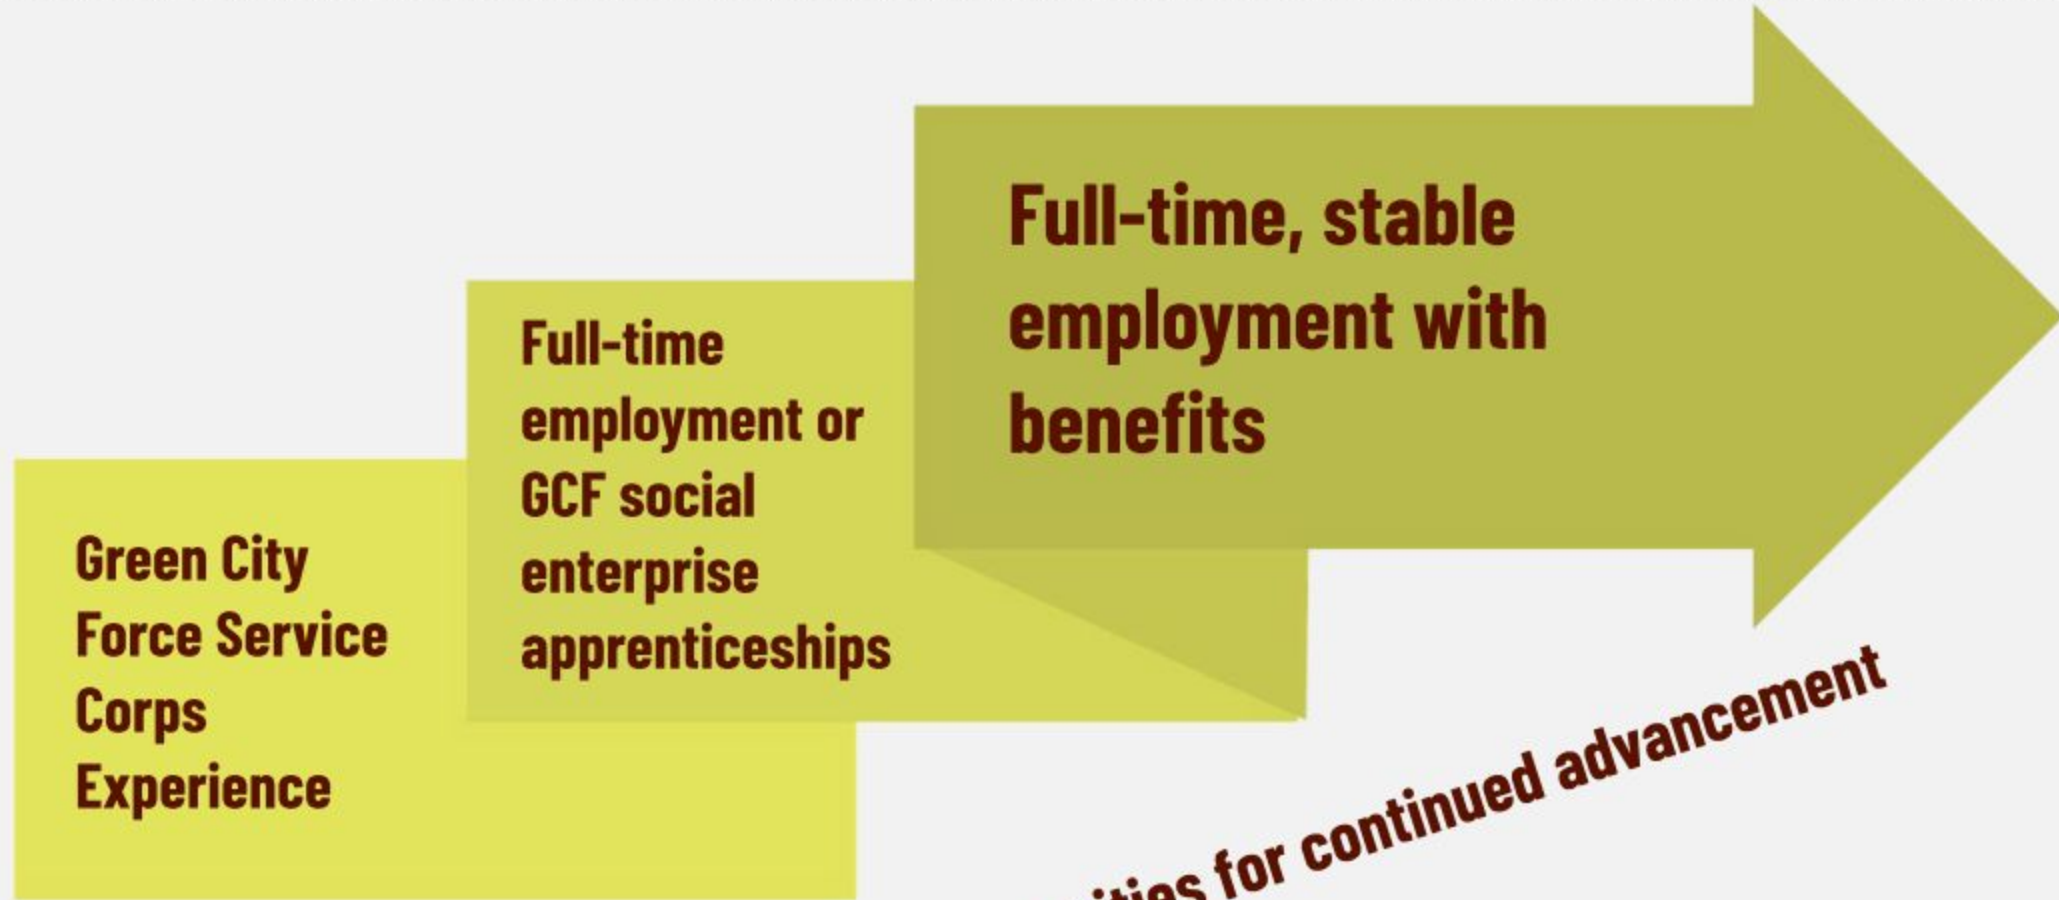 Full-time, stable
employment with
benefits
Full-time
employment or
GCF social
enterprise
apprenticeships
Green City
Force Service
Corps
Experience
for continued advancement